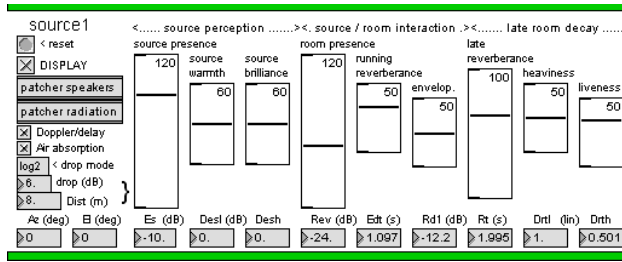 source1
<...... source perception ......><. source / room interaction .><....... late room decay .....
< reset
source presence
room presence
late
reverberance
DISPLAY
120
source
warmth
60
source
brilliance
60
120
running
reverberance
50
envelop.
50
100
heaviness
50
liveness
50
patcher speakers
patcher radiation
Doppler/delay
Air absorption
log2 < drop mode
6. drop (dB)
8. Dist (m)
}
Az (deg) El (deg) Es (dB) Desl (dB) Desh Rev (dB) Edt (s) Rd1 (dB) Rt (s) Drtl (lin) Drth
0 0 -10. 0. 0. -24. 1.097 -12.2 1.995 1. 0.501